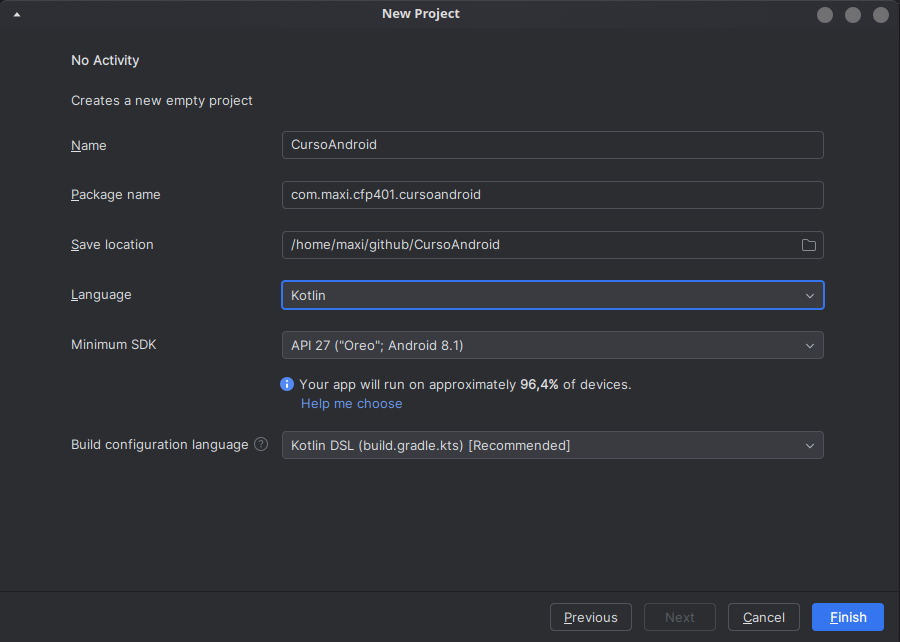 New Project
No Activity
Creates a new empty project
Name CursoAndroid
Package name com.maxi.cfp401.cursoandroid
Save location /home/maxi/github/CursoAndroid
Language Kotlin
Minimum SDK API 27 ("Oreo"; Android 8.1)
Your app will run on approximately 96,4% of devices.
Help me choose
Build configuration language ? Kotlin DSL (build.gradle.kts) [Recommended]
Previous Next Cancel Finish